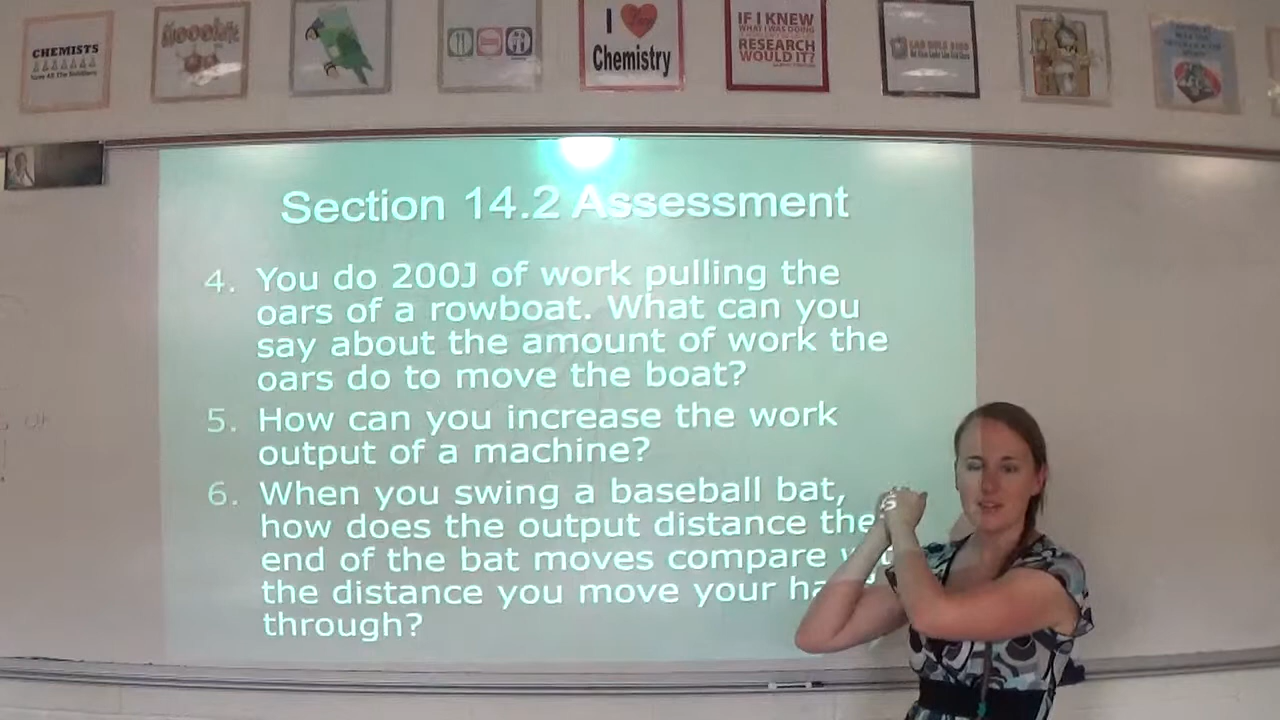 CHEMISTS
I
Chemistry
IF I KNEW
WHAT I WAS DOING
RESEARCH
WOULD IT?
Section 14.2 Assessment
4. You do 200J of work pulling the
oars of a rowboat. What can you
say about the amount of work the
oars do to move the boat?
5. How can you increase the work
output of a machine?
6. When you swing a baseball bat,
how does the output distance the
end of the bat moves compare
the distance you move your
through?